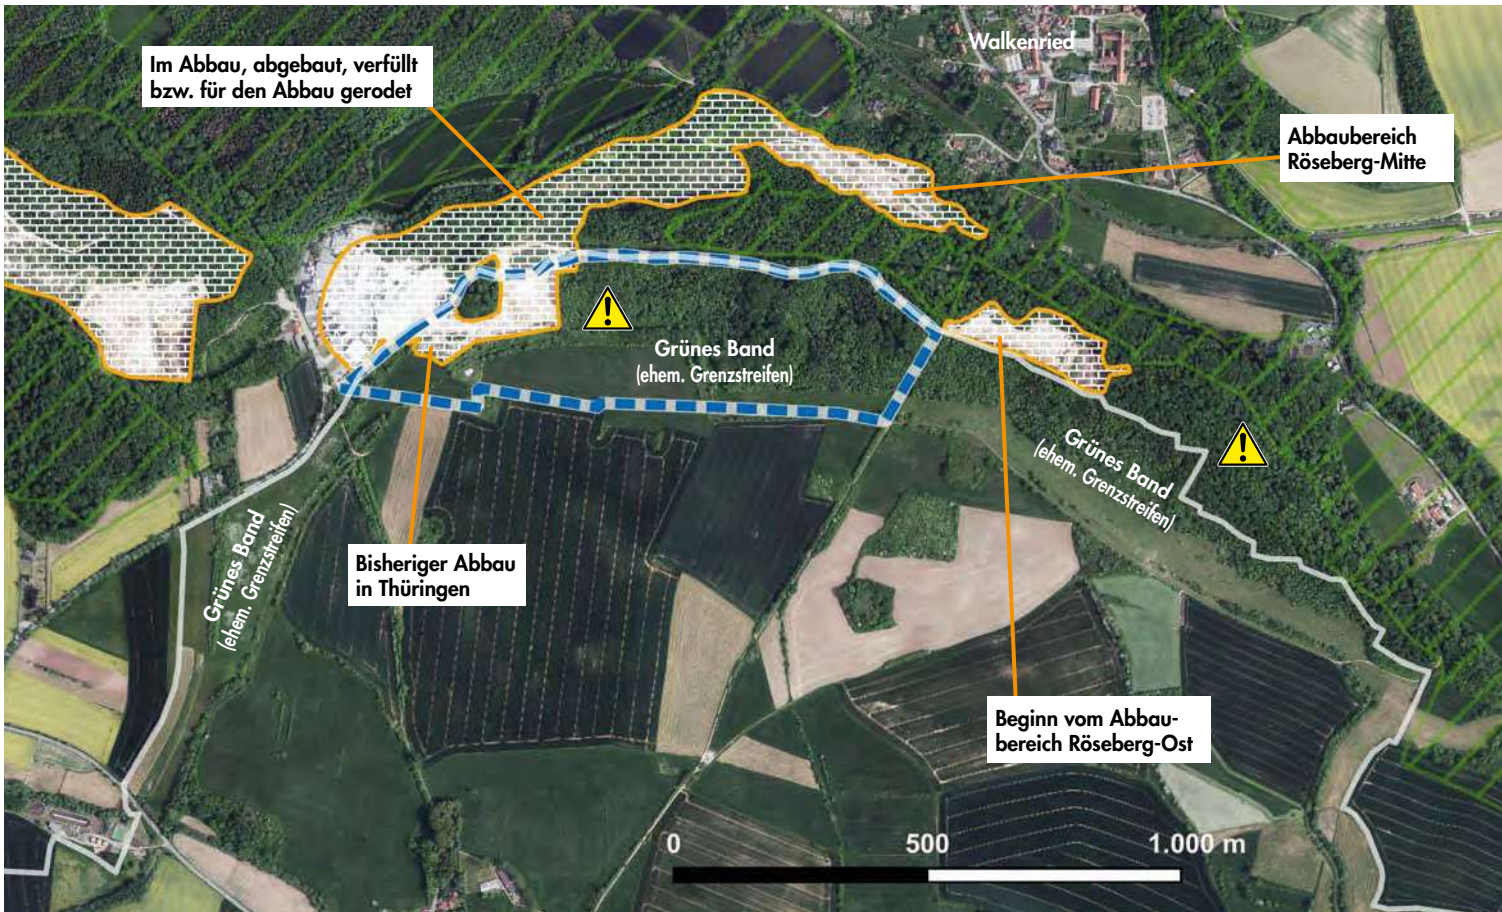 Walkenried
Im Abbau, abgebaut, verfüllt
bzw. für den Abbau gerodet
Abbaubereich
Röseberg-Mitte
Grünes Band
(ehem. Grenzstreifen)
Grünes Band
(ehem. Grenzstreifen)
Grünes Band
(ehem. Grenzstreifen)
Bisheriger Abbau
in Thüringen
Beginn vom Abbau-
bereich Röseberg-Ost
0 500 1.000 m